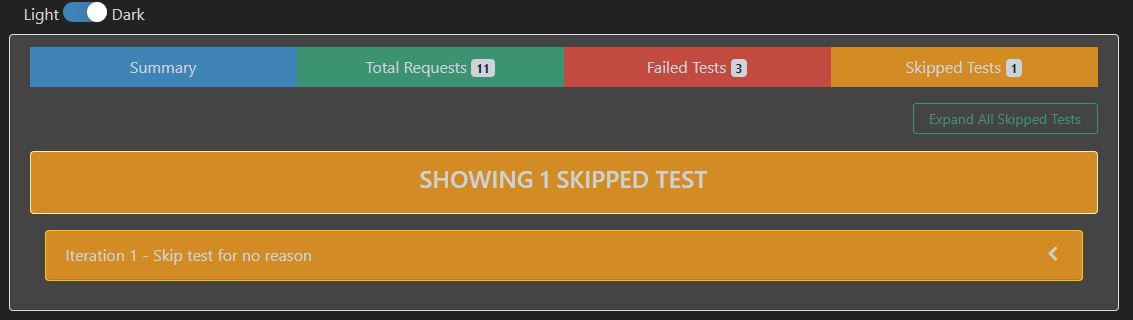 Light Dark
Summary Total Requests 11 Failed Tests 3 Skipped Tests 1
Expand All Skipped Tests
SHOWING 1 SKIPPED TEST
Iteration 1 - Skip test for no reason